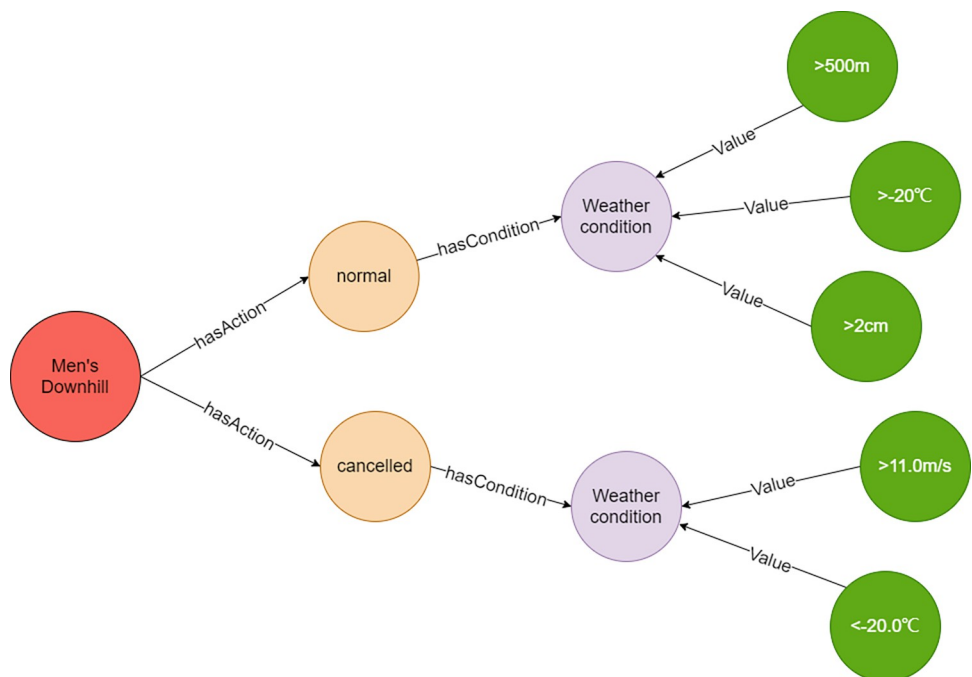 >500m
Value
>-20℃
Value
Weather
condition
hasCondition
normal
Value
>2cm
hasAction
Men's
Downhill
hasAction
cancelled
hasCondition
Weather
condition
Value
>11.0m/s
Value
<-20.0℃